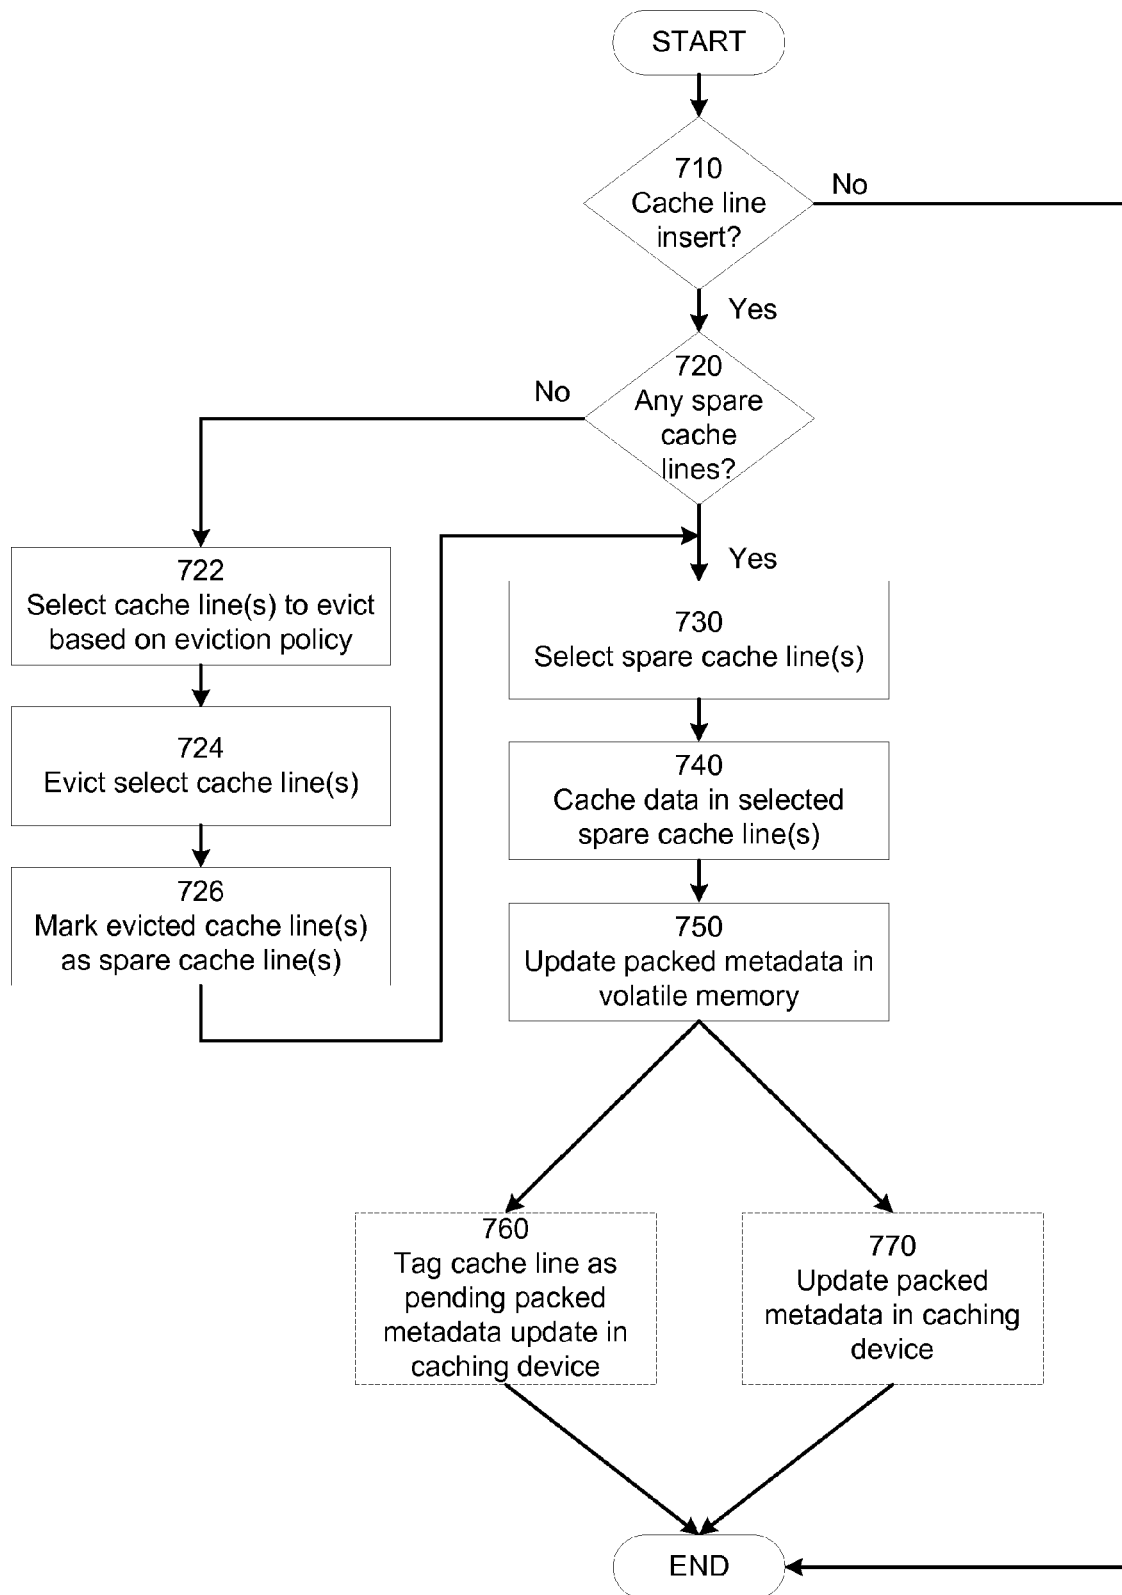 START
710
Cache line
insert?
No
Yes
720
Any spare
cache
lines?
No
Yes
722
Select cache line(s) to evict
based on eviction policy
724
Evict select cache line(s)
726
Mark evicted cache line(s)
as spare cache line(s)
730
Select spare cache line(s)
740
Cache data in selected
spare cache line(s)
750
Update packed metadata in
volatile memory
760
Tag cache line as
pending packed
metadata update in
caching device
770
Update packed
metadata in caching
device
END